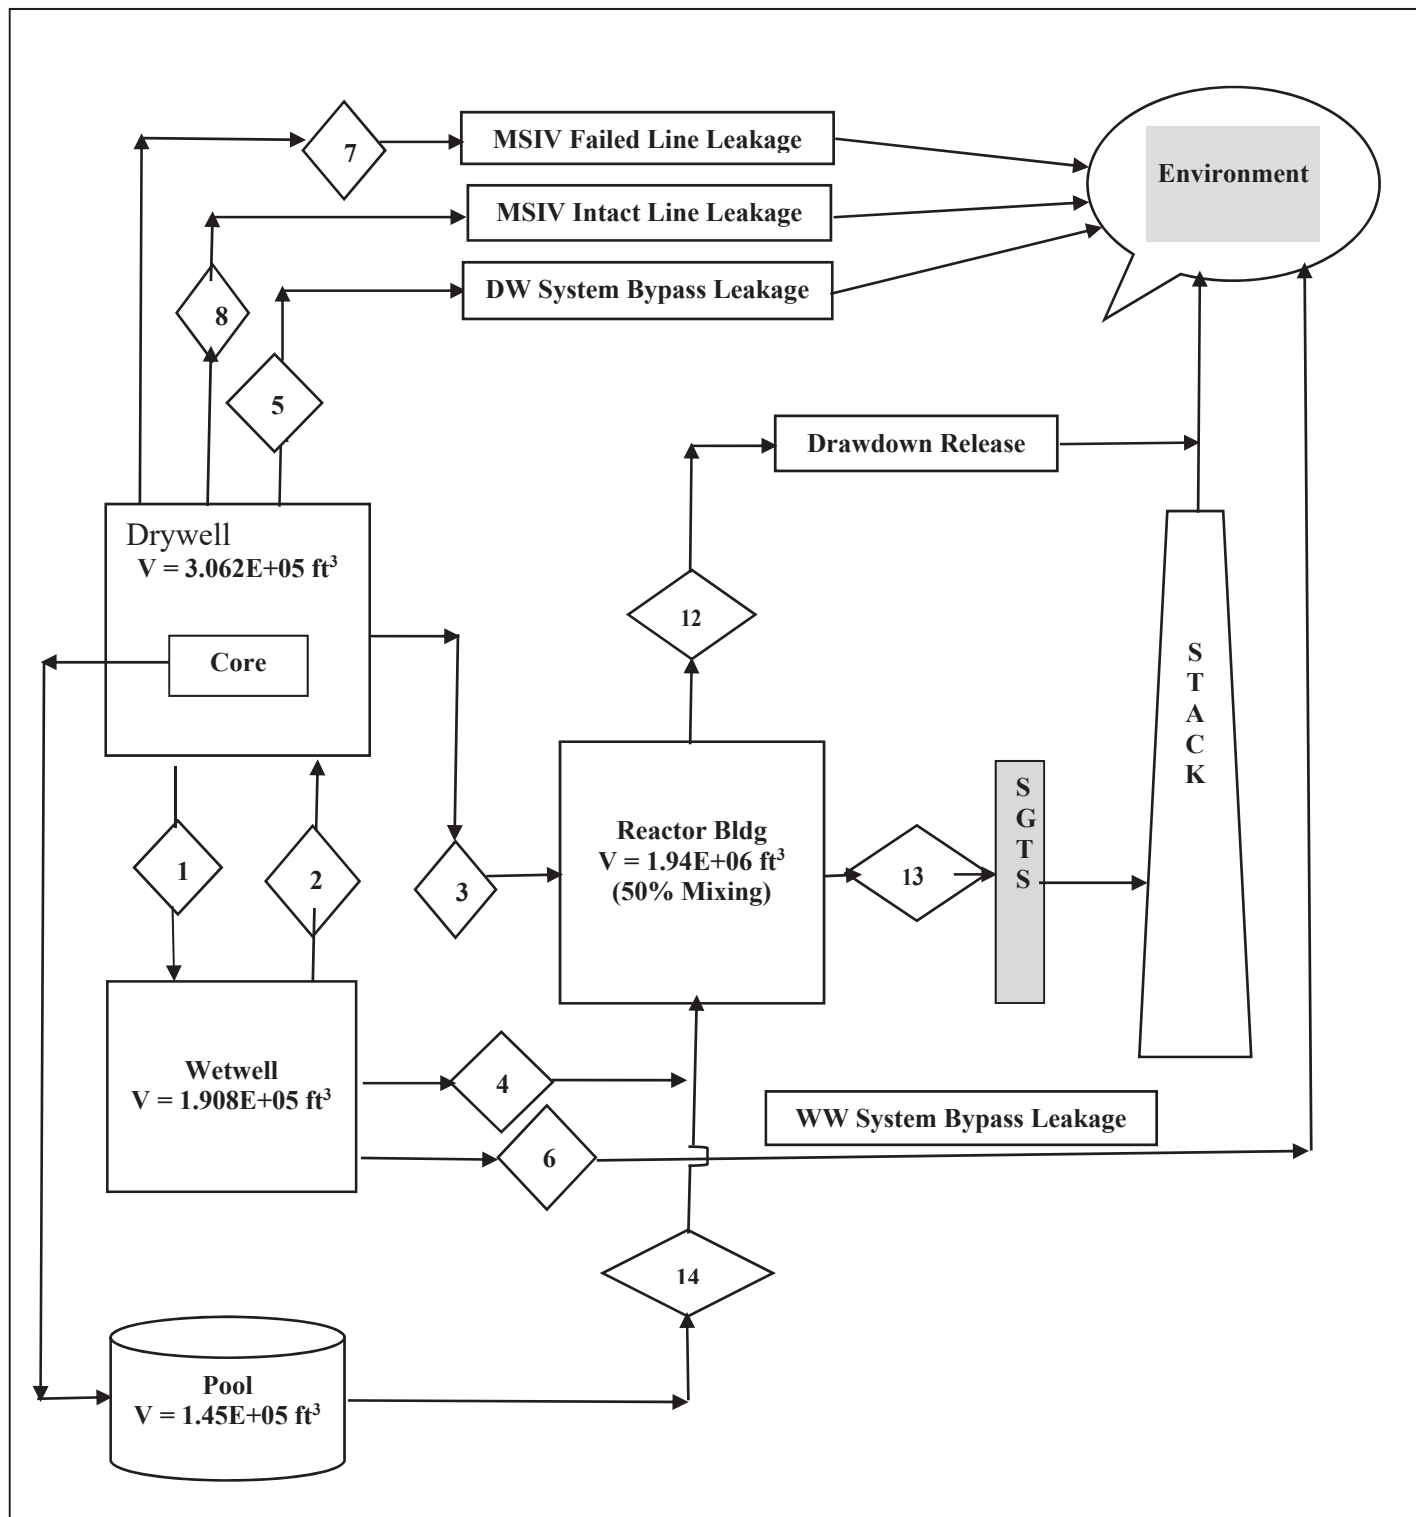 7
MSIV Failed Line Leakage
Environment
MSIV Intact Line Leakage
DW System Bypass Leakage
8
5
Drawdown Release
Drywell
V = 3.062E+05 ft³
12
Core
S
T
A
C
K
S
G
T
S
Reactor Bldg
V = 1.94E+06 ft³
(50% Mixing)
1
2
3
13
Wetwell
V = 1.908E+05 ft³
4
WW System Bypass Leakage
6
14
Pool
V = 1.45E+05 ft³